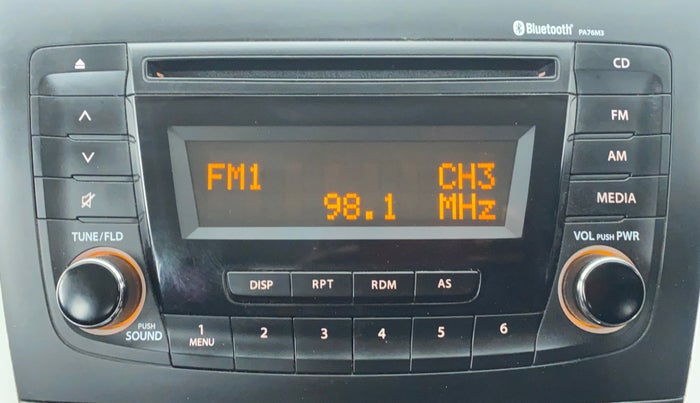 Bluetooth PA76M3
CD
FM
AM
MEDIA
FM1 CH3
98.1 MHz
TUNE/FLD
VOL PUSH PWR
DISP RPT RDM AS
PUSH
SOUND
1 2 3 4 5 6
MENU